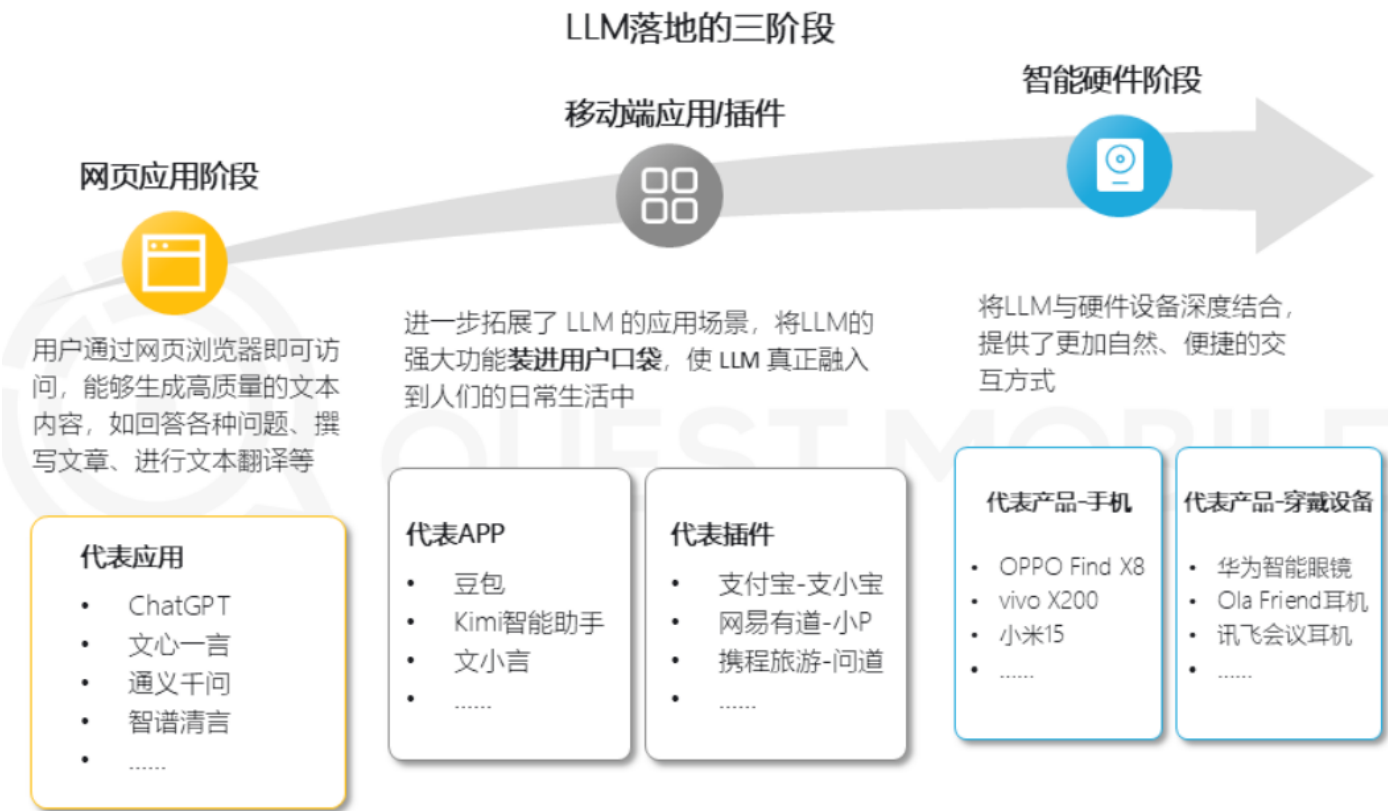 LLM落地的三阶段
网页应用阶段
用户通过网页浏览器即可访
问，能够生成高质量的文本
内容，如回答各种问题、撰
写文章、进行文本翻译等
代表应用
• ChatGPT
• 文心一言
• 通义千问
• 智谱清言
• ……
移动端应用/插件
进一步拓展了 LLM 的应用场景，将LLM的
强大功能装进用户口袋，使 LLM 真正融入
到人们的日常生活中
代表APP
• 豆包
• Kimi智能助手
• 文小言
• ……
代表插件
• 支付宝-支小宝
• 网易有道-小P
• 携程旅游-问道
• ……
智能硬件阶段
将LLM与硬件设备深度结合，
提供了更加自然、便捷的交
互方式
代表产品-手机
• OPPO Find X8
• vivo X200
• 小米15
• ……
代表产品-穿戴设备
• 华为智能眼镜
• Ola Friend耳机
• 讯飞会议耳机
• ……
QUEST MOBILE